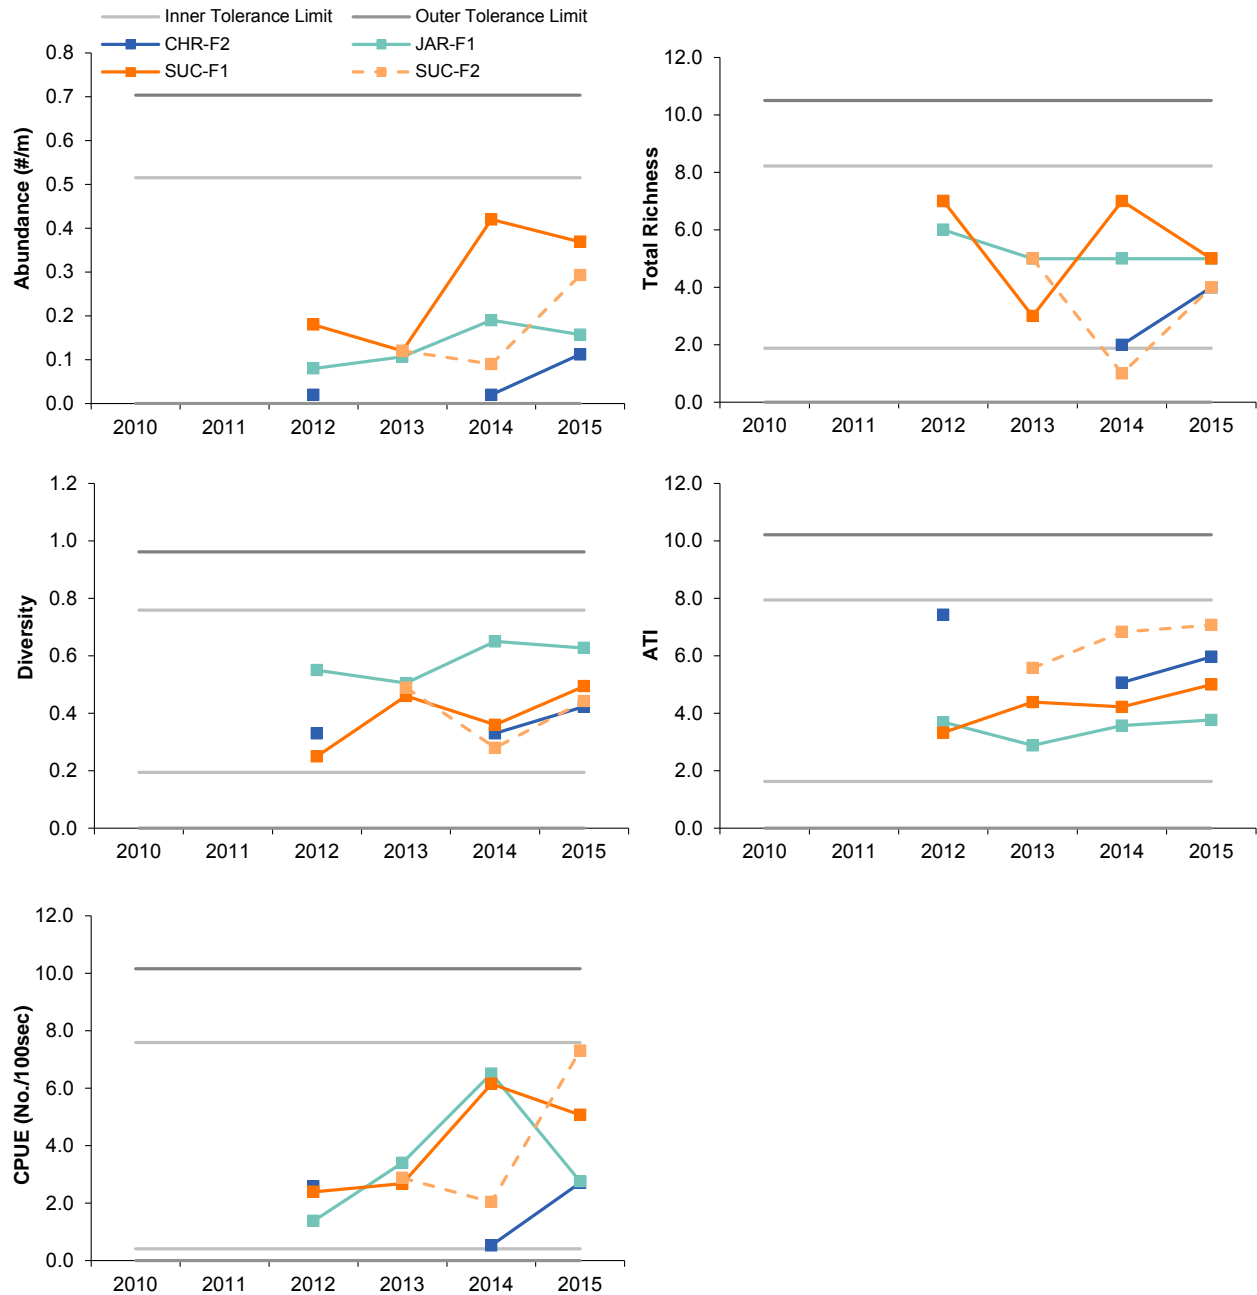 Inner Tolerance Limit Outer Tolerance Limit
CHR-F2 JAR-F1
SUC-F1 SUC-F2
Abundance (#/m)
0.8
0.7
0.6
0.5
0.4
0.3
0.2
0.1
0.0
2010 2011 2012 2013 2014 2015
Total Richness
12.0
10.0
8.0
6.0
4.0
2.0
0.0
2010 2011 2012 2013 2014 2015
Diversity
1.2
1.0
0.8
0.6
0.4
0.2
0.0
2010 2011 2012 2013 2014 2015
ATI
12.0
10.0
8.0
6.0
4.0
2.0
0.0
2010 2011 2012 2013 2014 2015
CPUE (No./100sec)
12.0
10.0
8.0
6.0
4.0
2.0
0.0
2010 2011 2012 2013 2014 2015